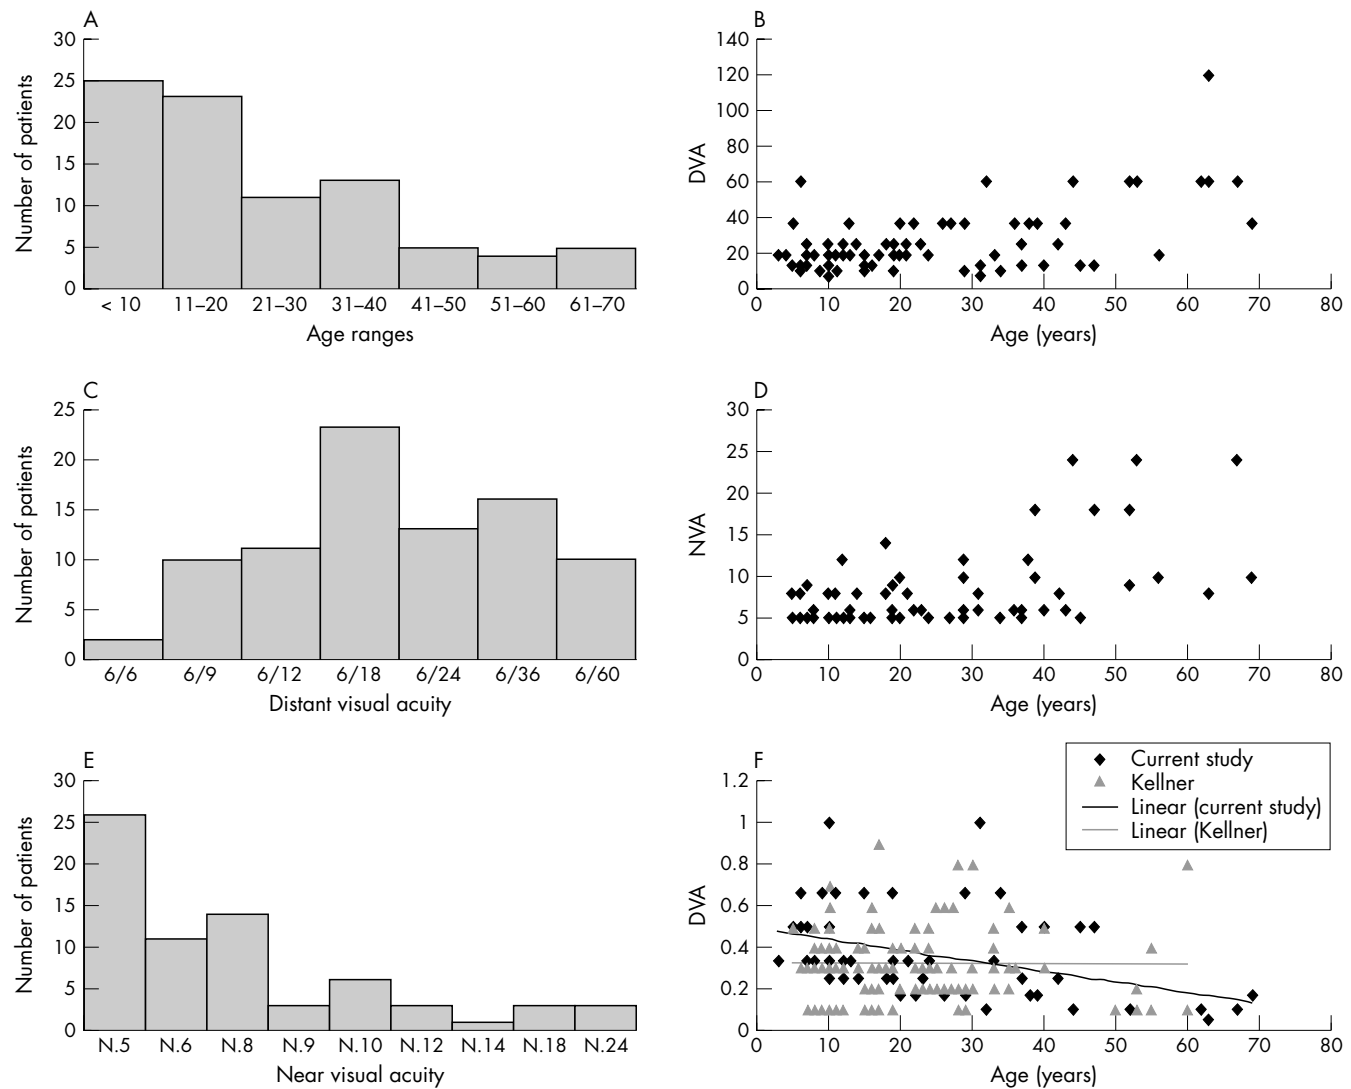 A
30
25
20
15
10
5
0
Number of patients
< 10 11–20 21–30 31–40 41–50 51–60 61–70
Age ranges
B
140
120
100
80
60
40
20
0
DVA
0 10 20 30 40 50 60 70 80
Age (years)
C
25
20
15
10
5
0
Number of patients
6/6 6/9 6/12 6/18 6/24 6/36 6/60
Distant visual acuity
D
30
25
20
15
10
5
0
NVA
0 10 20 30 40 50 60 70 80
Age (years)
E
30
25
20
15
10
5
0
Number of patients
N.5 N.6 N.8 N.9 N.10 N.12 N.14 N.18 N.24
Near visual acuity
F
Current study
Kellner
Linear (current study)
Linear (Kellner)
1.2
1
0.8
0.6
0.4
0.2
0
DVA
0 10 20 30 40 50 60 70 80
Age (years)